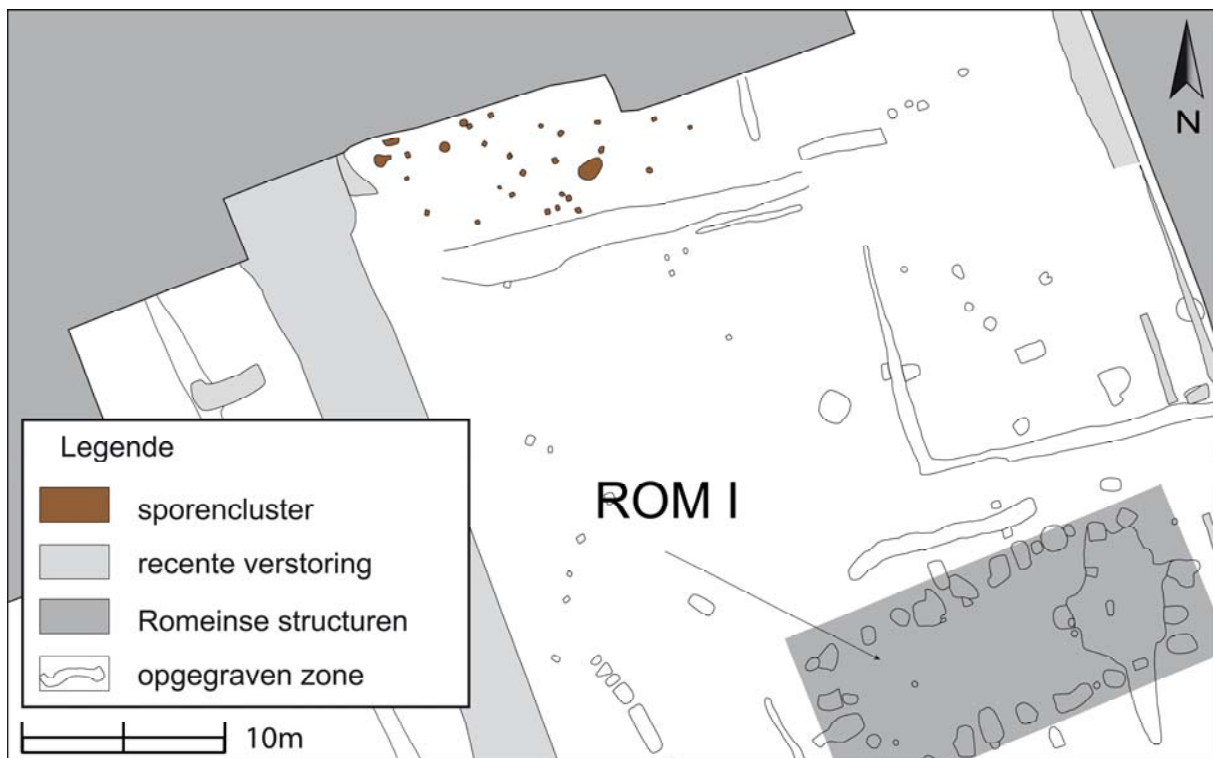 N
ROM I
Legende
sporencluster
recente verstoring
Romeinse structuren
opgegraven zone
10m